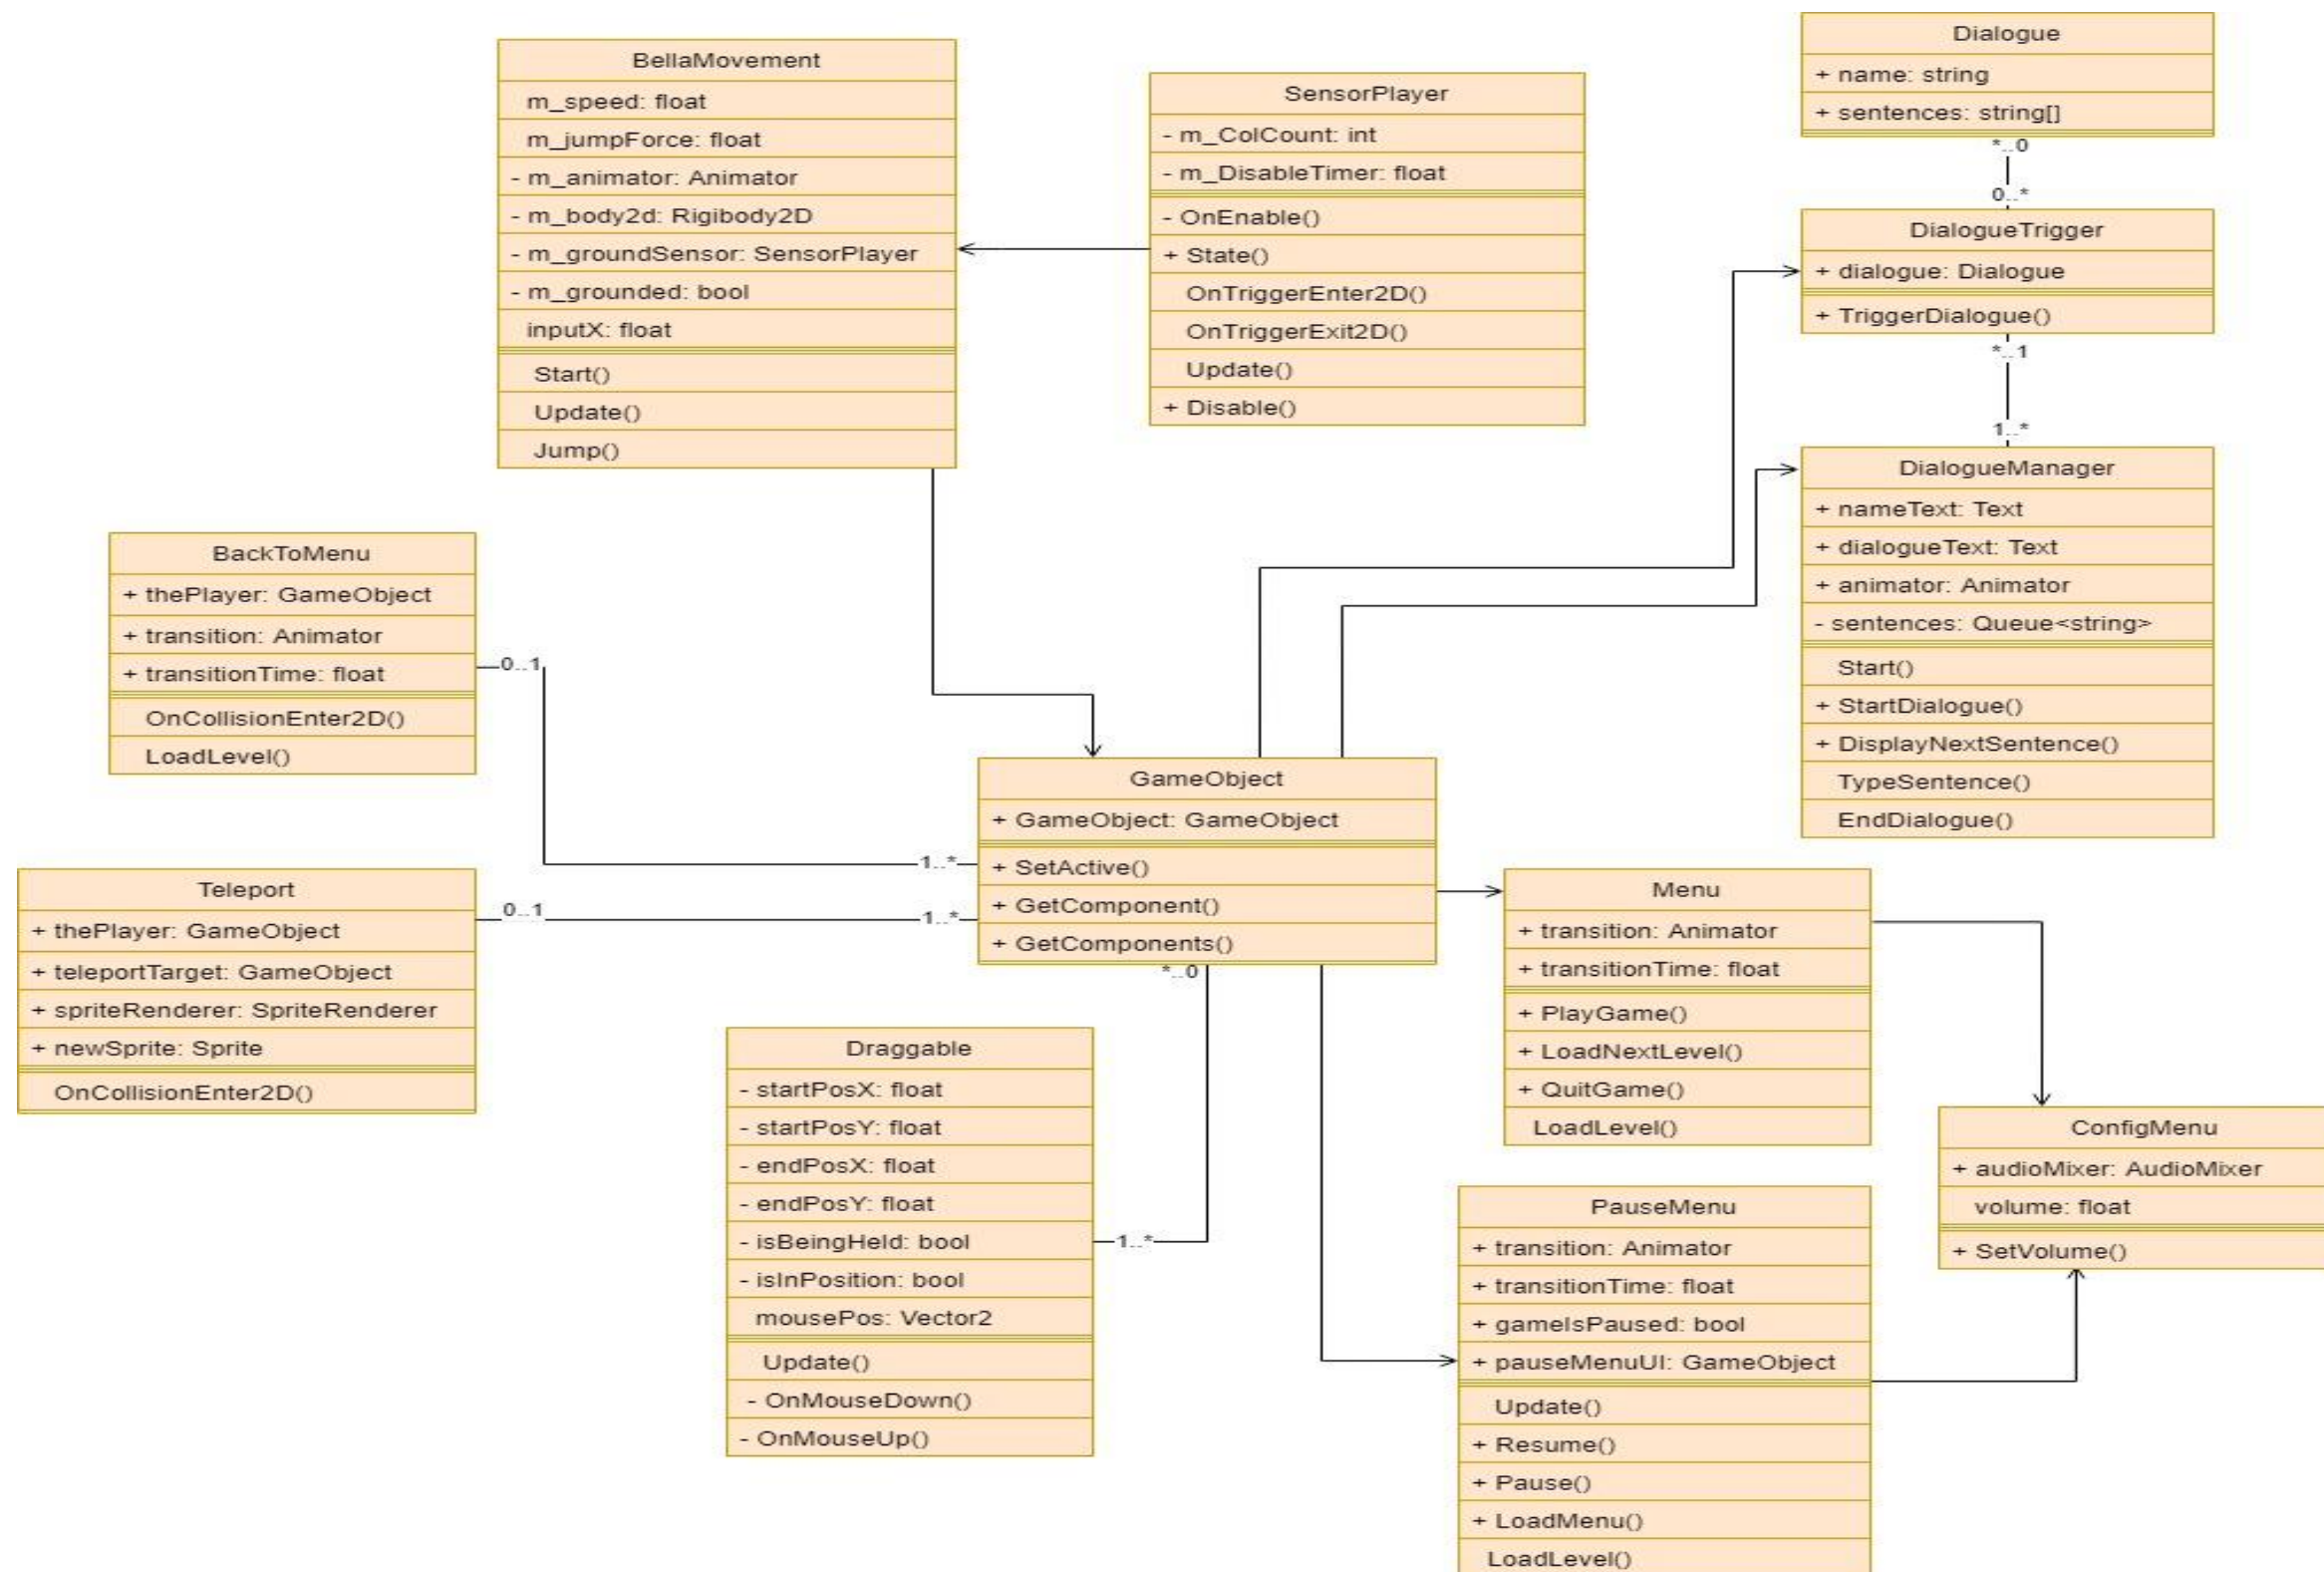 BellaMovement
m_speed: float
m_jumpForce: float
- m_animator: Animator
- m_body2d: Rigibody2D
- m_groundSensor: SensorPlayer
- m_grounded: bool
inputX: float
Start()
Update()
Jump()
SensorPlayer
- m_ColCount: int
- m_DisableTimer: float
- OnEnable()
+ State()
OnTriggerEnter2D()
OnTriggerExit2D()
Update()
+ Disable()
Dialogue
+ name: string
+ sentences: string[]
*..0
0..*
DialogueTrigger
+ dialogue: Dialogue
+ TriggerDialogue()
*..1
1..*
DialogueManager
+ nameText: Text
+ dialogueText: Text
+ animator: Animator
- sentences: Queue<string>
Start()
+ StartDialogue()
+ DisplayNextSentence()
TypeSentence()
EndDialogue()
BackToMenu
+ thePlayer: GameObject
+ transition: Animator
+ transitionTime: float
OnCollisionEnter2D()
LoadLevel()
0..1
1..*
GameObject
+ GameObject: GameObject
+ SetActive()
+ GetComponent()
+ GetComponents()
Teleport
+ thePlayer: GameObject
+ teleportTarget: GameObject
+ spriteRenderer: SpriteRenderer
+ newSprite: Sprite
OnCollisionEnter2D()
0..1
1..*
*..0
1..*
Draggable
- startPosX: float
- startPosY: float
- endPosX: float
- endPosY: float
- isBeingHeld: bool
- isInPosition: bool
mousePos: Vector2
Update()
- OnMouseDown()
- OnMouseUp()
Menu
+ transition: Animator
+ transitionTime: float
+ PlayGame()
+ LoadNextLevel()
+ QuitGame()
LoadLevel()
ConfigMenu
+ audioMixer: AudioMixer
volume: float
+ SetVolume()
PauseMenu
+ transition: Animator
+ transitionTime: float
+ gameIsPaused: bool
+ pauseMenuUI: GameObject
Update()
+ Resume()
+ Pause()
+ LoadMenu()
LoadLevel()